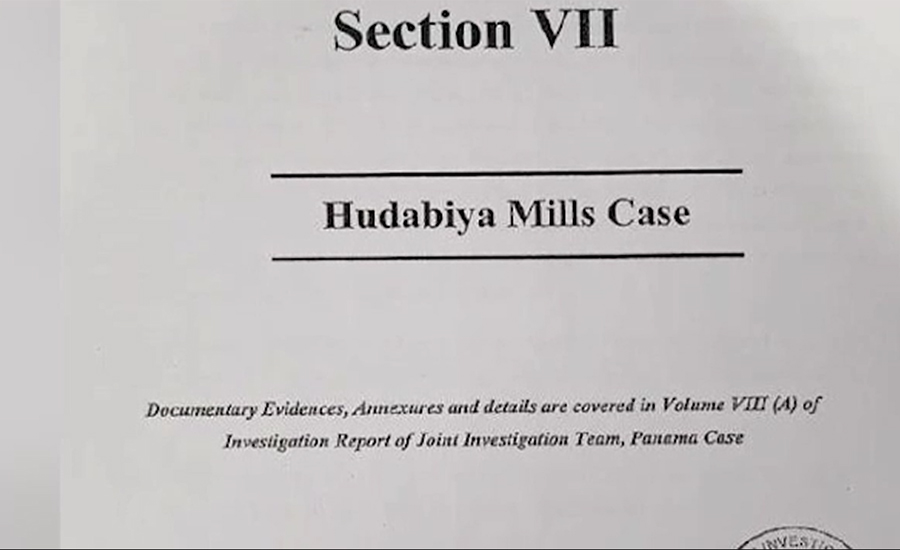 Section VII
Hudabiya Mills Case
Documentary Evidences, Annexures and details are covered in Volume VIII (A) of
Investigation Report of Joint Investigation Team, Panama Case